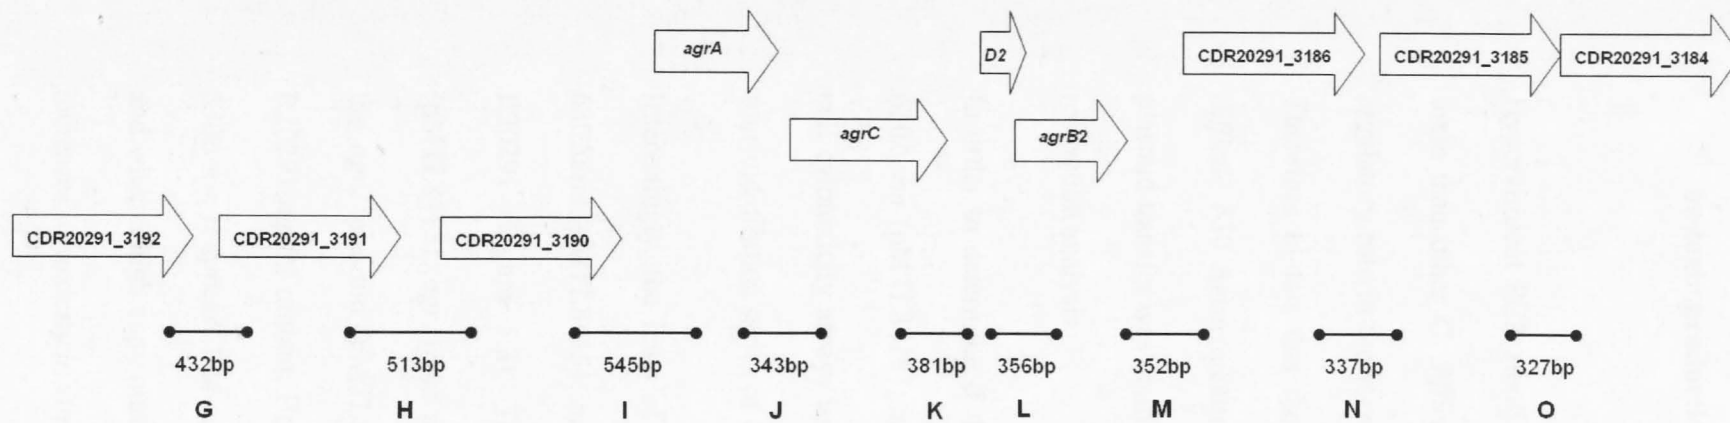 agrA
D2
CDR20291_3186
CDR20291_3185
CDR20291_3184
agrC
agrB2
CDR20291_3192
CDR20291_3191
CDR20291_3190
432bp
513bp
545bp
343bp
381bp
356bp
352bp
337bp
327bp
G
H
I
J
K
L
M
N
O